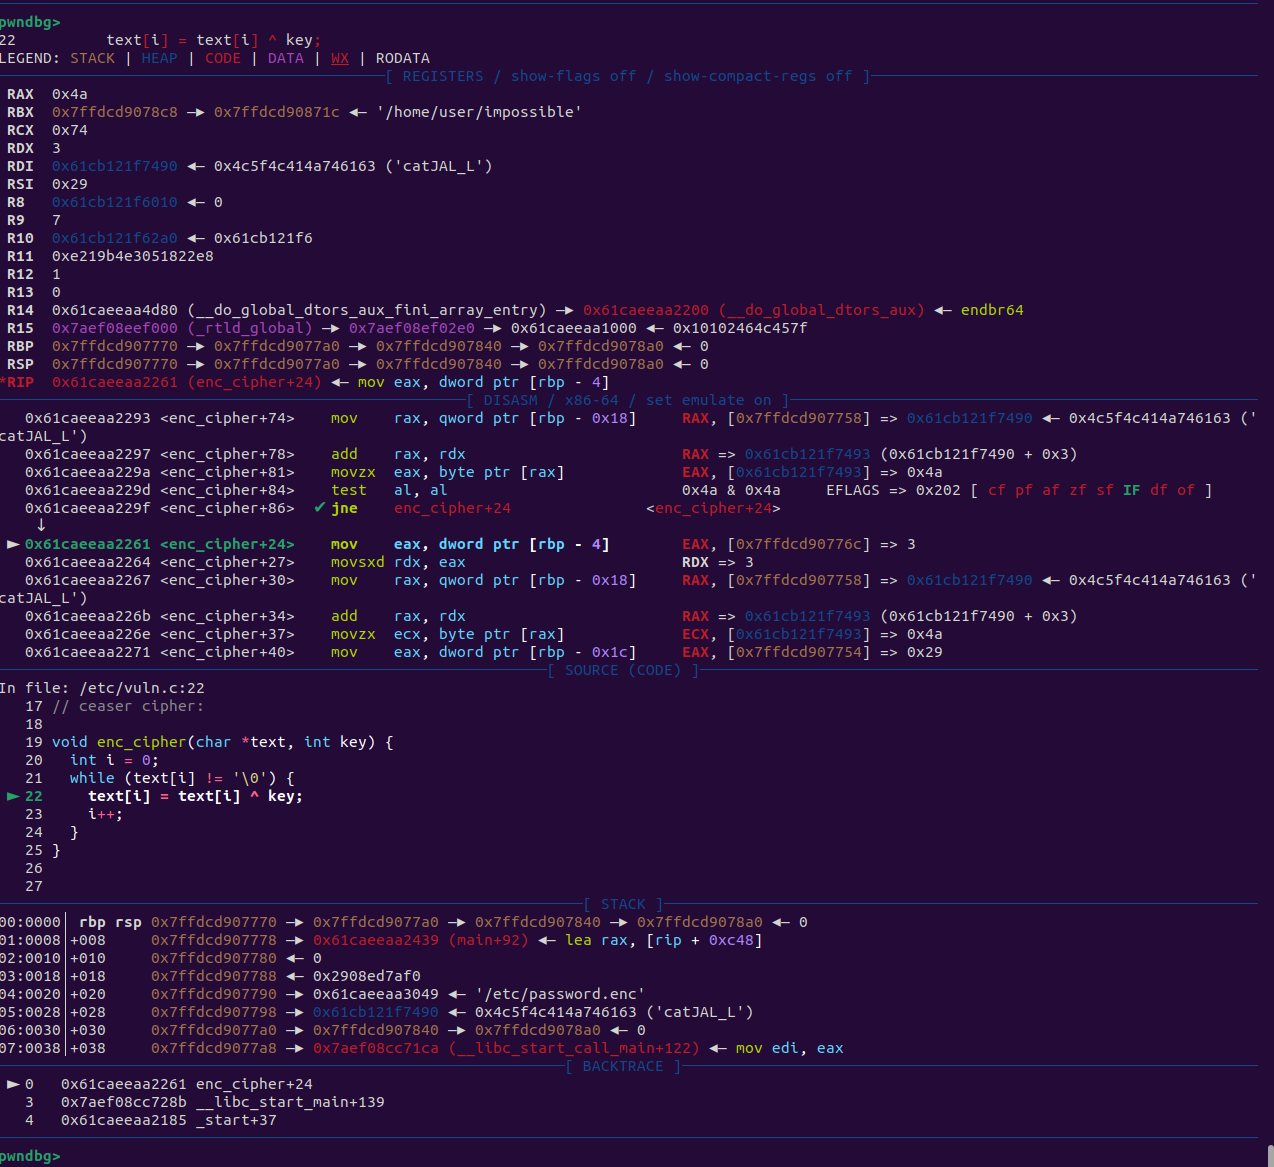 pwndbg>
22          text[i] = text[i] ^ key;
LEGEND: STACK | HEAP | CODE | DATA | WX | RODATA
[ REGISTERS / show-flags off / show-compact-regs off ]
RAX  0x4a
RBX  0x7ffdcd9078c8 —▸ 0x7ffdcd90871c ◂— '/home/user/impossible'
RCX  0x74
RDX  3
RDI  0x61cb121f7490 ◂— 0x4c5f4c414a746163 ('catJAL_L')
RSI  0x29
R8   0x61cb121f6010 ◂— 0
R9   7
R10  0x61cb121f62a0 ◂— 0x61cb121f6
R11  0xe219b4e3051822e8
R12  1
R13  0
R14  0x61caeeaa4d80 (__do_global_dtors_aux_fini_array_entry) —▸ 0x61caeeaa2200 (__do_global_dtors_aux) ◂— endbr64
R15  0x7aef08eef000 (_rtld_global) —▸ 0x7aef08ef02e0 —▸ 0x61caeeaa1000 ◂— 0x10102464c457f
RBP  0x7ffdcd907770 —▸ 0x7ffdcd9077a0 —▸ 0x7ffdcd907840 —▸ 0x7ffdcd9078a0 ◂— 0
RSP  0x7ffdcd907770 —▸ 0x7ffdcd9077a0 —▸ 0x7ffdcd907840 —▸ 0x7ffdcd9078a0 ◂— 0
*RIP  0x61caeeaa2261 (enc_cipher+24) ◂— mov eax, dword ptr [rbp - 4]
[ DISASM / x86-64 / set emulate on ]
0x61caeeaa2293 <enc_cipher+74>    mov    rax, qword ptr [rbp - 0x18]     RAX, [0x7ffdcd907758] => 0x61cb121f7490 ◂— 0x4c5f4c414a746163 ('
catJAL_L')
0x61caeeaa2297 <enc_cipher+78>    add    rax, rdx                        RAX => 0x61cb121f7493 (0x61cb121f7490 + 0x3)
0x61caeeaa229a <enc_cipher+81>    movzx  eax, byte ptr [rax]             EAX, [0x61cb121f7493] => 0x4a
0x61caeeaa229d <enc_cipher+84>    test   al, al                          0x4a & 0x4a     EFLAGS => 0x202 [ cf pf af zf sf IF df of ]
0x61caeeaa229f <enc_cipher+86>  ✔ jne    enc_cipher+24               <enc_cipher+24>
↓
► 0x61caeeaa2261 <enc_cipher+24>    mov    eax, dword ptr [rbp - 4]        EAX, [0x7ffdcd90776c] => 3
0x61caeeaa2264 <enc_cipher+27>    movsxd rdx, eax                        RDX => 3
0x61caeeaa2267 <enc_cipher+30>    mov    rax, qword ptr [rbp - 0x18]     RAX, [0x7ffdcd907758] => 0x61cb121f7490 ◂— 0x4c5f4c414a746163 ('
catJAL_L')
0x61caeeaa226b <enc_cipher+34>    add    rax, rdx                        RAX => 0x61cb121f7493 (0x61cb121f7490 + 0x3)
0x61caeeaa226e <enc_cipher+37>    movzx  ecx, byte ptr [rax]             ECX, [0x61cb121f7493] => 0x4a
0x61caeeaa2271 <enc_cipher+40>    mov    eax, dword ptr [rbp - 0x1c]     EAX, [0x7ffdcd907754] => 0x29
[ SOURCE (CODE) ]
In file: /etc/vuln.c:22
17 // ceaser cipher:
18
19 void enc_cipher(char *text, int key) {
20   int i = 0;
21   while (text[i] != '\0') {
► 22     text[i] = text[i] ^ key;
23     i++;
24   }
25 }
26
27
[ STACK ]
00:0000│ rbp rsp 0x7ffdcd907770 —▸ 0x7ffdcd9077a0 —▸ 0x7ffdcd907840 —▸ 0x7ffdcd9078a0 ◂— 0
01:0008│+008     0x7ffdcd907778 —▸ 0x61caeeaa2439 (main+92) ◂— lea rax, [rip + 0xc48]
02:0010│+010     0x7ffdcd907780 ◂— 0
03:0018│+018     0x7ffdcd907788 ◂— 0x2908ed7af0
04:0020│+020     0x7ffdcd907790 —▸ 0x61caeeaa3049 ◂— '/etc/password.enc'
05:0028│+028     0x7ffdcd907798 —▸ 0x61cb121f7490 ◂— 0x4c5f4c414a746163 ('catJAL_L')
06:0030│+030     0x7ffdcd9077a0 —▸ 0x7ffdcd907840 —▸ 0x7ffdcd9078a0 ◂— 0
07:0038│+038     0x7ffdcd9077a8 —▸ 0x7aef08cc71ca (__libc_start_call_main+122) ◂— mov edi, eax
[ BACKTRACE ]
► 0   0x61caeeaa2261 enc_cipher+24
3   0x7aef08cc728b __libc_start_main+139
4   0x61caeeaa2185 _start+37
pwndbg>